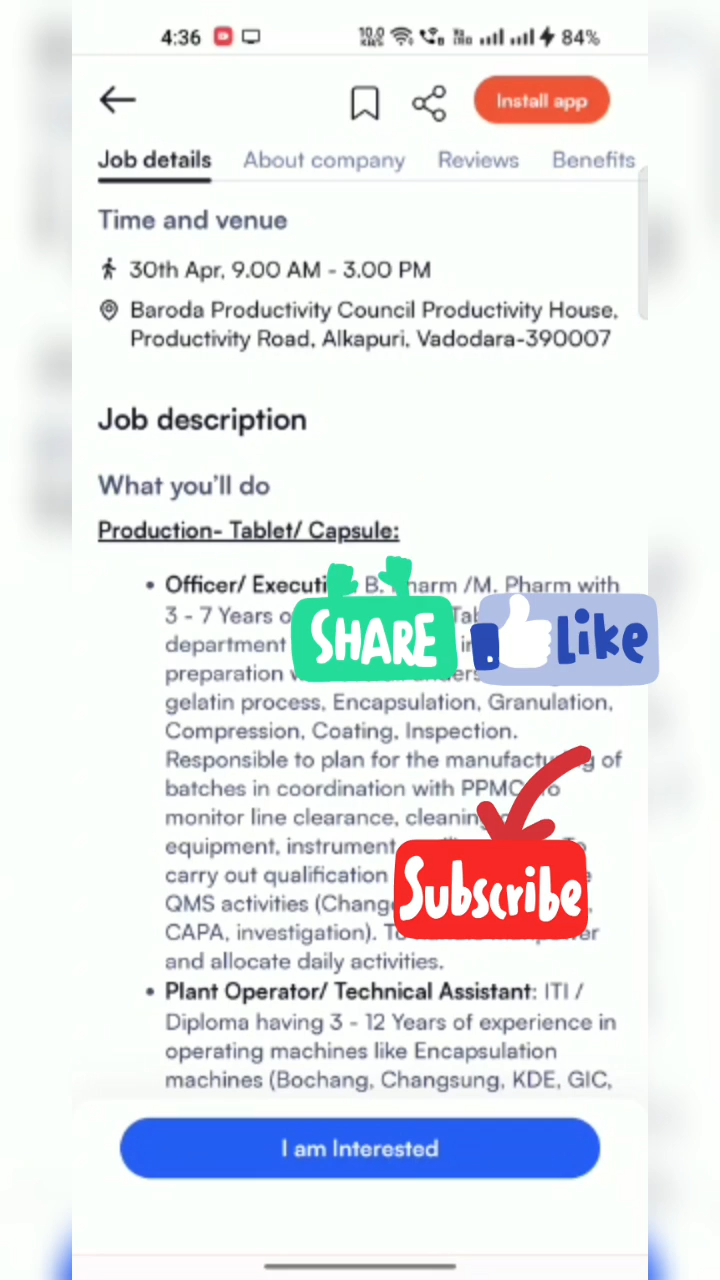 4:36
84%
Install app
Job details About company Reviews Benefits
Time and venue
30th Apr, 9.00 AM - 3.00 PM
Baroda Productivity Council Productivity House,
Productivity Road, Alkapuri, Vadodara-390007
Job description
What you'll do
Production- Tablet/ Capsule:
• Officer/ Executi B. Pharm /M. Pharm with
3 - 7 Years
department
preparation
gelatin process, Encapsulation, Granulation,
Compression, Coating, Inspection.
Responsible to plan for the manufacturing of
batches in coordination with PPMC
monitor line clearance, cleaning
equipment, instrument
carry out qualification
QMS activities
CAPA, investigation).
and allocate daily activities.
• Plant Operator/ Technical Assistant: ITI /
Diploma having 3 - 12 Years of experience in
operating machines like Encapsulation
machines (Bochang, Changsung, KDE, GIC,
SHARE
Like
Subscribe
I am Interested